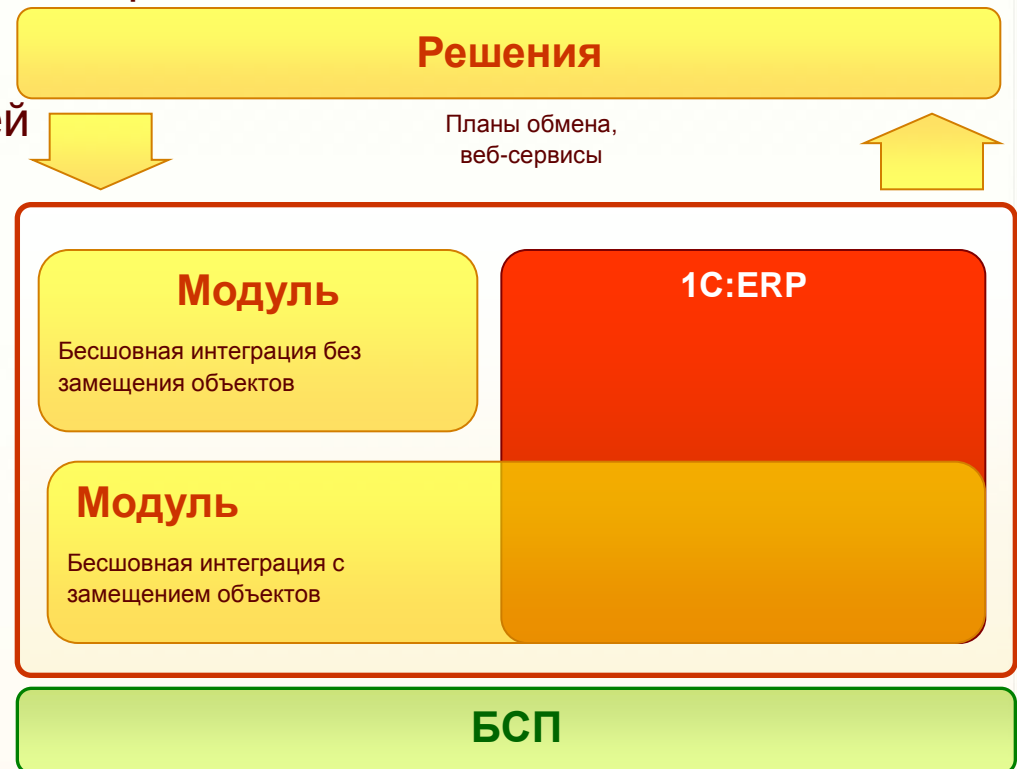 Решения
ей
Планы обмена,
веб-сервисы
Модуль
Бесшовная интеграция без
замещения объектов
1С:ERP
Модуль
Бесшовная интеграция с
замещением объектов
БСП